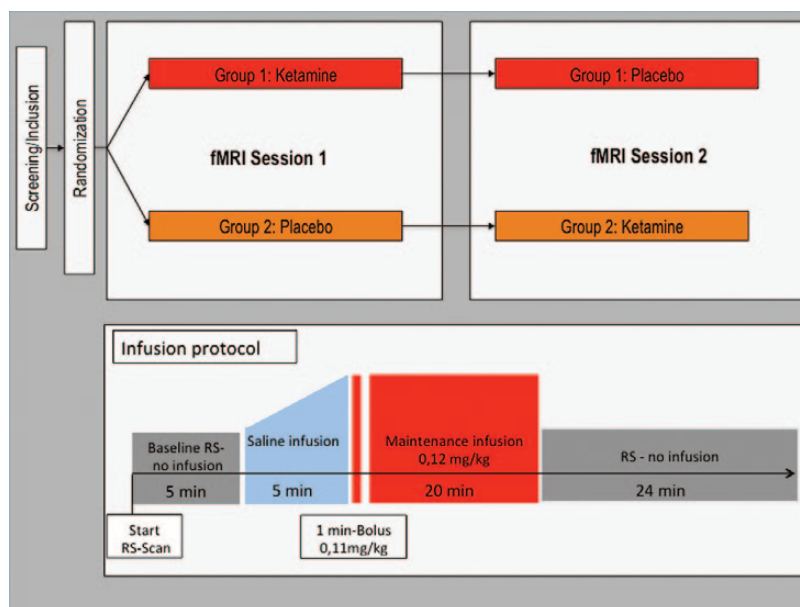 Screening/Inclusion
Randomization
Group 1: Ketamine
Group 1: Placebo
fMRI Session 1
fMRI Session 2
Group 2: Placebo
Group 2: Ketamine
Infusion protocol
Baseline RS-
no infusion
5 min
Saline infusion
5 min
Maintenance infusion
0,12 mg/kg
20 min
RS - no infusion
24 min
Start
RS-Scan
1 min-Bolus
0,11mg/kg